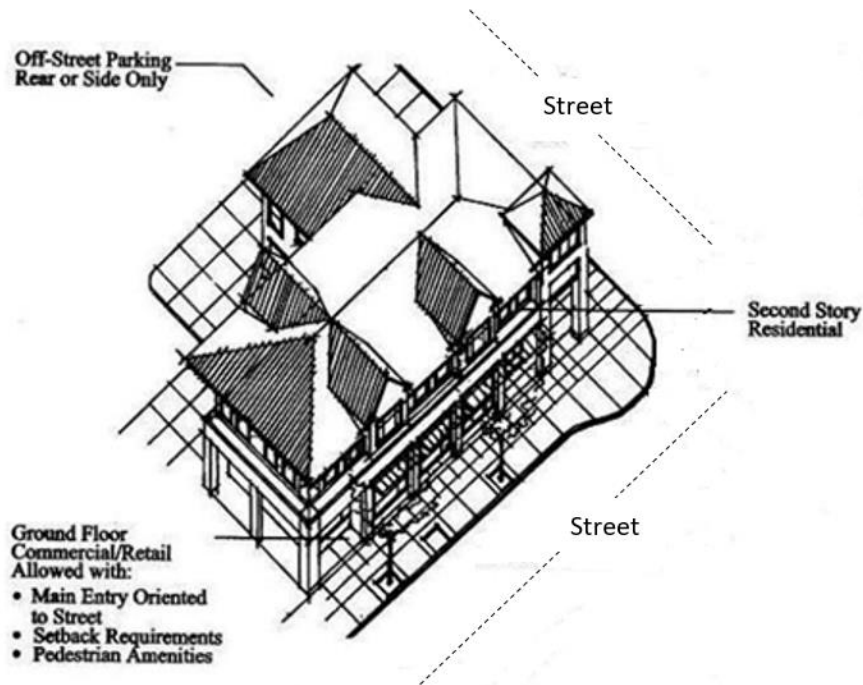 Off-Street Parking
Rear or Side Only
Street
Second Story
Residential
Street
Ground Floor
Commercial/Retail
Allowed with:
• Main Entry Oriented
to Street
• Setback Requirements
• Pedestrian Amenities